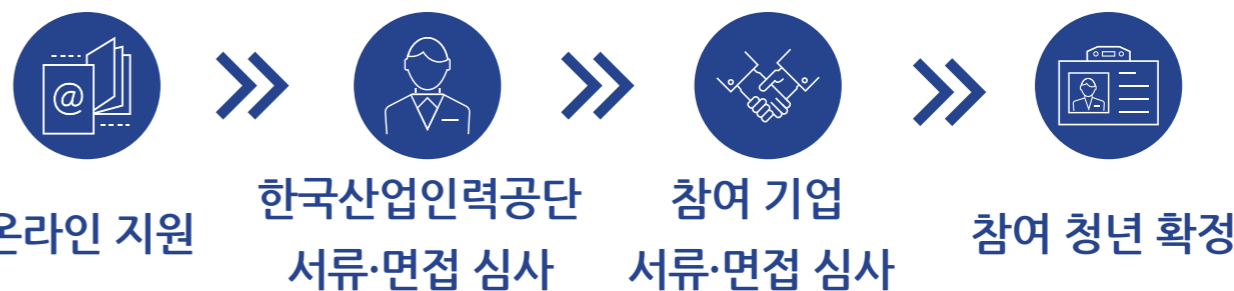 @
온라인 지원
한국산업인력공단
서류·면접 심사
참여 기업
서류·면접 심사
참여 청년 확정